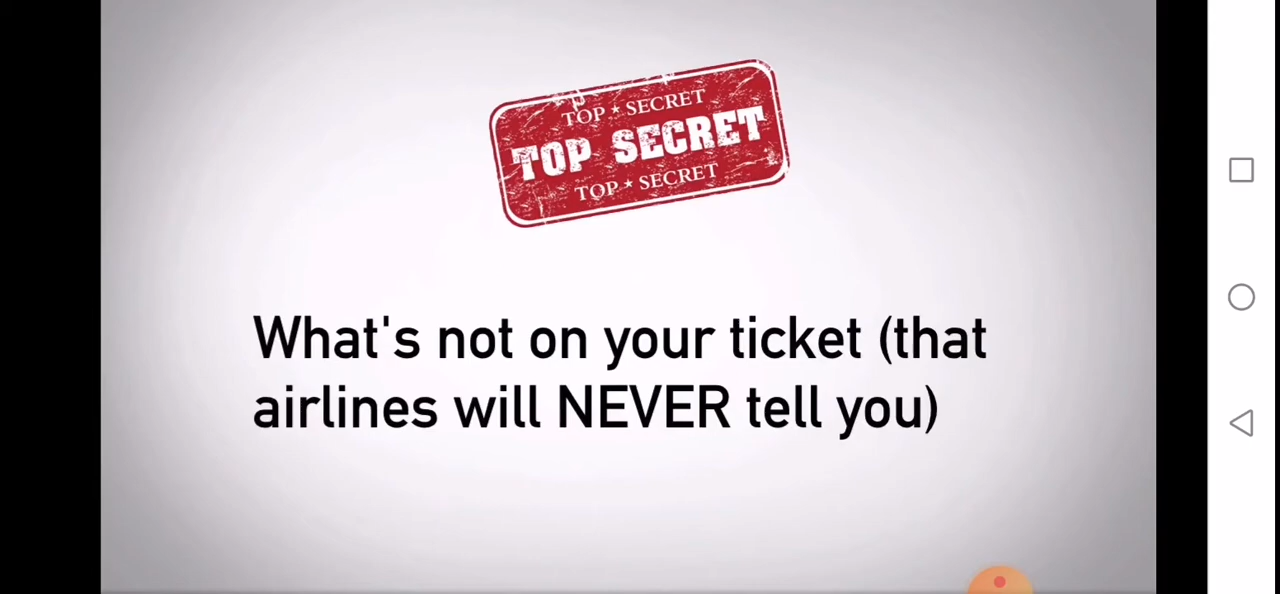 TOP ★ SECRET
TOP SECRET
TOP ★ SECRET
What's not on your ticket (that
airlines will NEVER tell you)